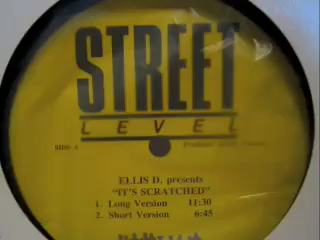 STREET
LEVEL
SIDE A
ELLIS D. presents
"IT'S SCRATCHED"
1. Long Version 11:30
2. Short Version 6:45